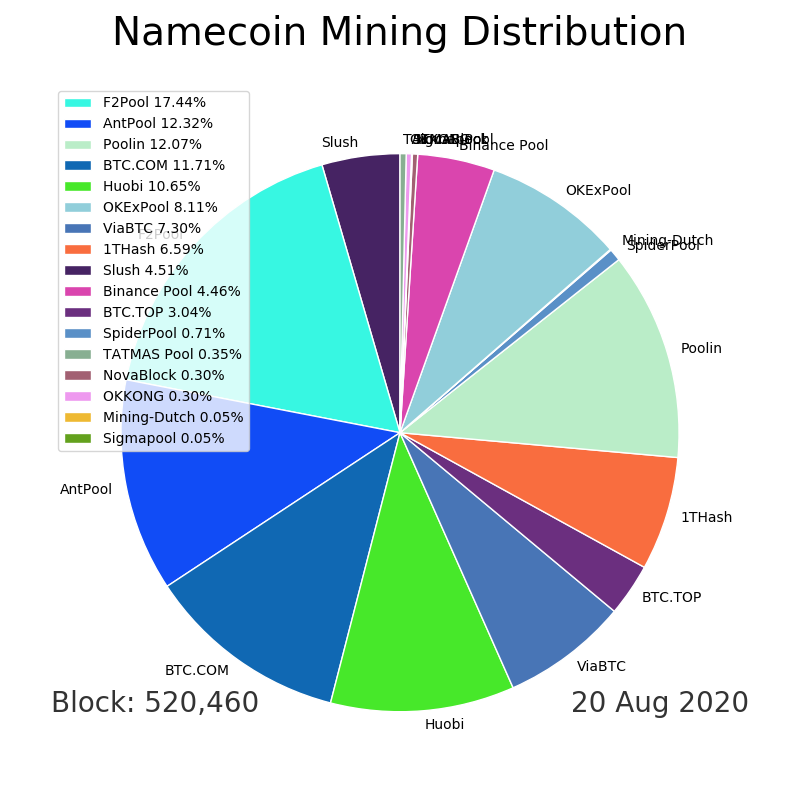 Namecoin Mining Distribution
F2Pool 17.44%
AntPool 12.32%
Poolin 12.07%
BTC.COM 11.71%
Huobi 10.65%
OKExPool 8.11%
ViaBTC 7.30%
1THash 6.59%
Slush 4.51%
Binance Pool 4.46%
BTC.TOP 3.04%
SpiderPool 0.71%
TATMAS Pool 0.35%
NovaBlock 0.30%
OKKONG 0.30%
Mining-Dutch 0.05%
Sigmapool 0.05%
Slush
Binance Pool
OKExPool
Mining-Dutch
SpiderPool
F2Pool
Poolin
AntPool
1THash
BTC.TOP
ViaBTC
BTC.COM
Huobi
Block: 520,460
20 Aug 2020